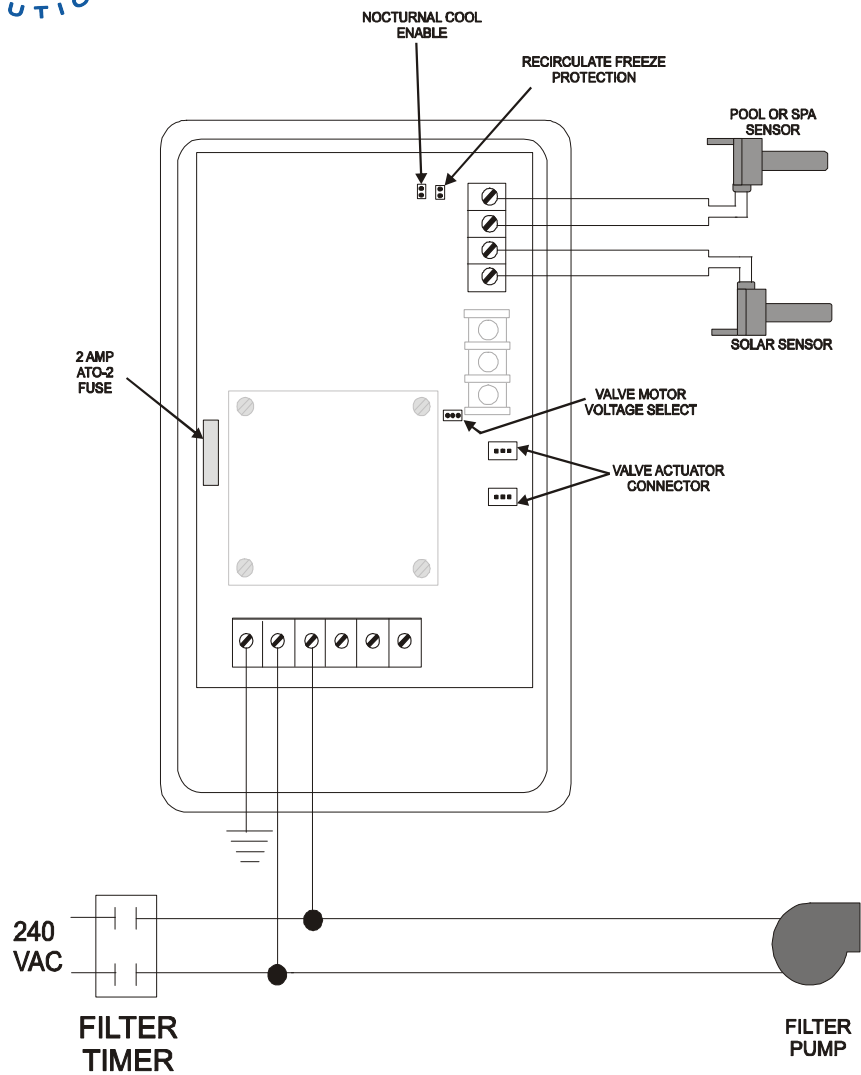 NOCTURNAL COOL
ENABLE
RECIRCULATE FREEZE
PROTECTION
POOL OR SPA
SENSOR
SOLAR SENSOR
2 AMP
ATO-2
FUSE
VALVE MOTOR
VOLTAGE SELECT
VALVE ACTUATOR
CONNECTOR
240
VAC
FILTER
TIMER
FILTER
PUMP